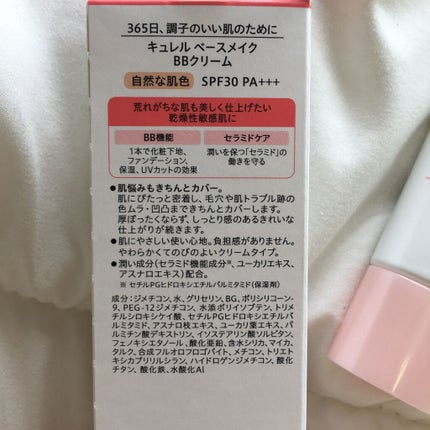 365日、調子のいい肌のために
キュレル ベースメイク
BBクリーム
自然な肌色 SPF30 PA+++
荒れがちな肌も美しく仕上げたい
乾燥性敏感肌に
BB機能 セラミドケア
1本で化粧下地、 潤いを保つ「セラミド」の
ファンデーション、 働きを守る
保湿、UVカットの効果
●肌悩みもきちんとカバー。
肌にぴたっと密着し、毛穴や肌トラブル跡の
色ムラ・凹凸まできちんとカバーします。
厚ぼったくならず、しっとり感のあるきれいな
仕上がりが続きます。
●肌にやさしい使い心地。負担感がありません。
やわらかくてのびのよいクリームタイプ。
●潤い成分(セラミド機能成分※、ユーカリエキス、
アスナロエキス)配合。
※ セチルPGヒドロキシエチルパルミタミド(保湿剤)
成分:ジメチコン、水、グリセリン、BG、ポリシリコーン-
9、PEG-12ジメチコン、水添ポリイソブテン、トリメ
チルシロキシケイ酸、セチルPGヒドロキシエチルパ
ルミタミド、アスナロ枝エキス、ユーカリ葉エキス、パ
ルミチン酸デキストリン、イソステアリン酸ソルビタン、
フェノキシエタノール、酸化亜鉛、含水シリカ、マイカ、
タルク、合成フルオロフロゴパイト、メチコン、トリエト
キシカプリリルシラン、ハイドロゲンジメチコン、酸化
チタン、酸化鉄、水酸化Al